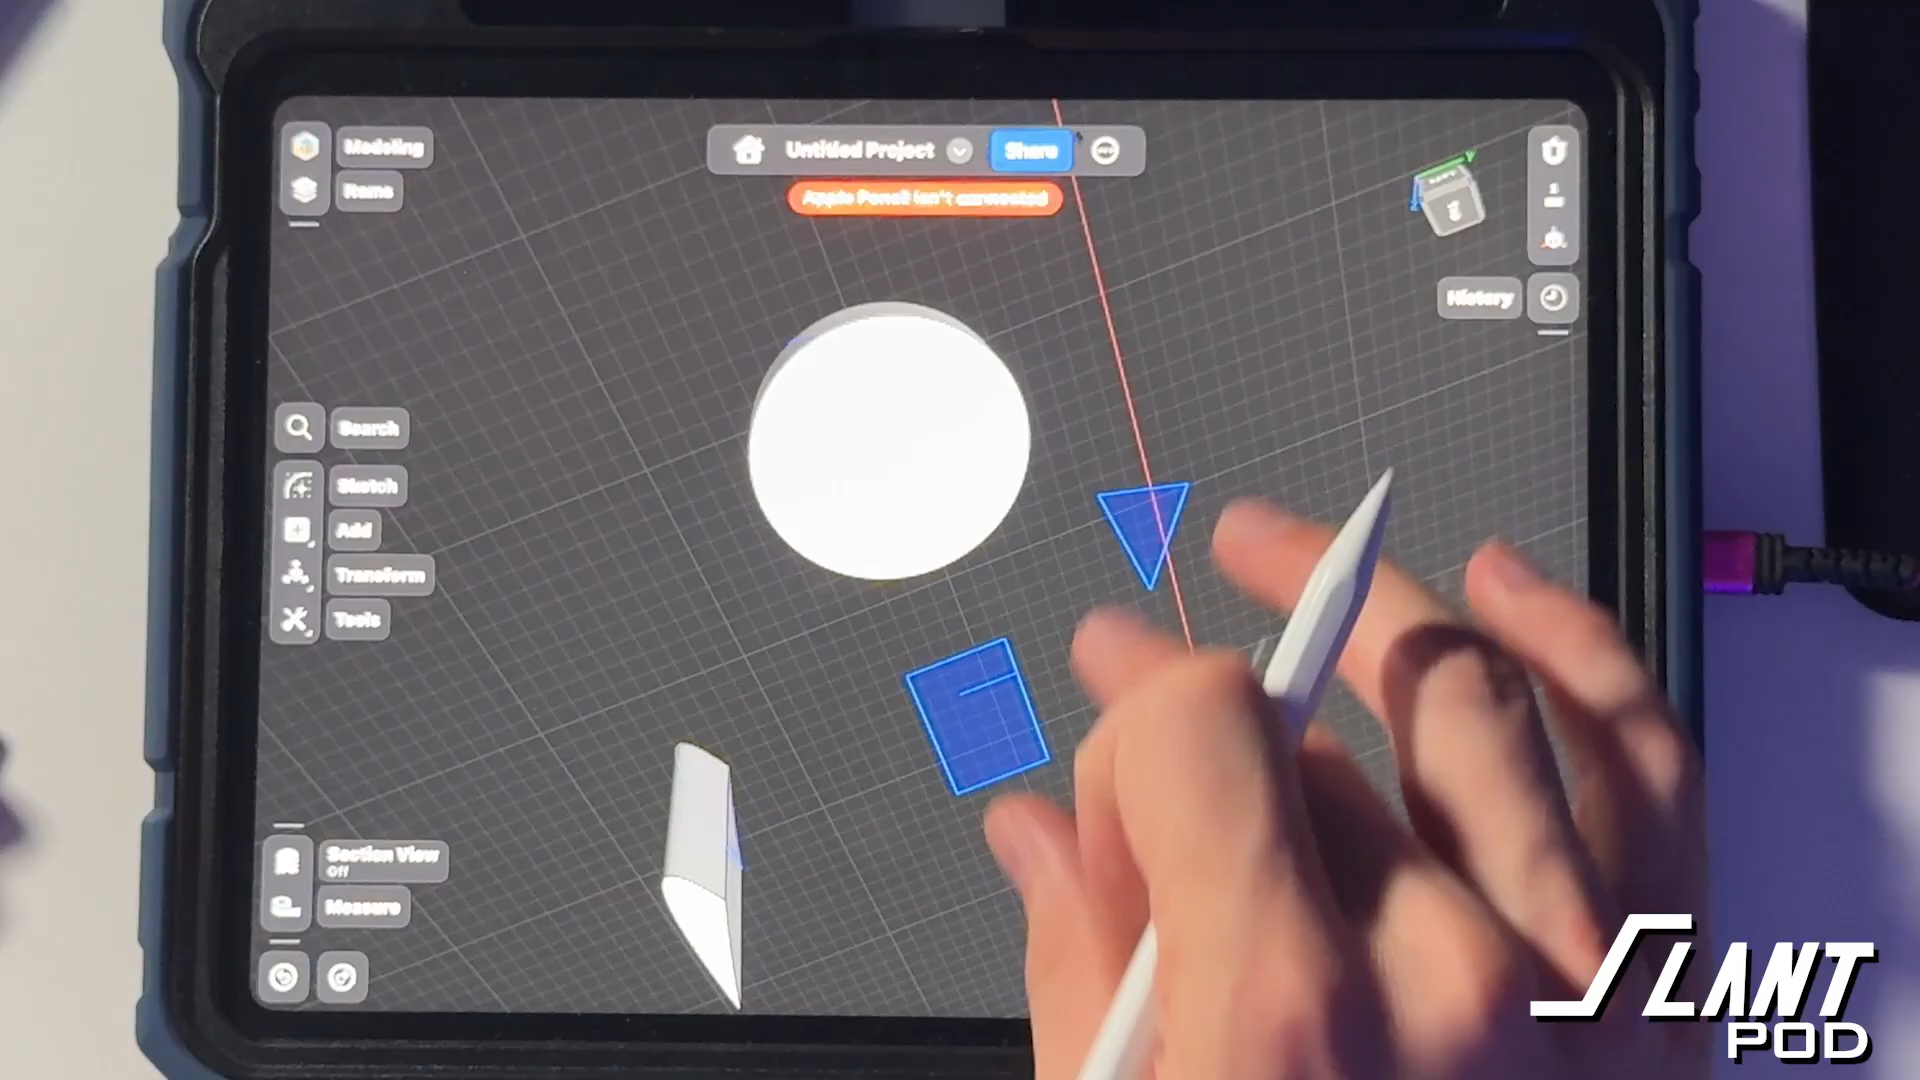 Modeling
Items
Untitled Project
Share
Apple Pencil isn't connected
History
Search
Sketch
Add
Transform
Tools
Section View
Off
Measure
SLANT
POD